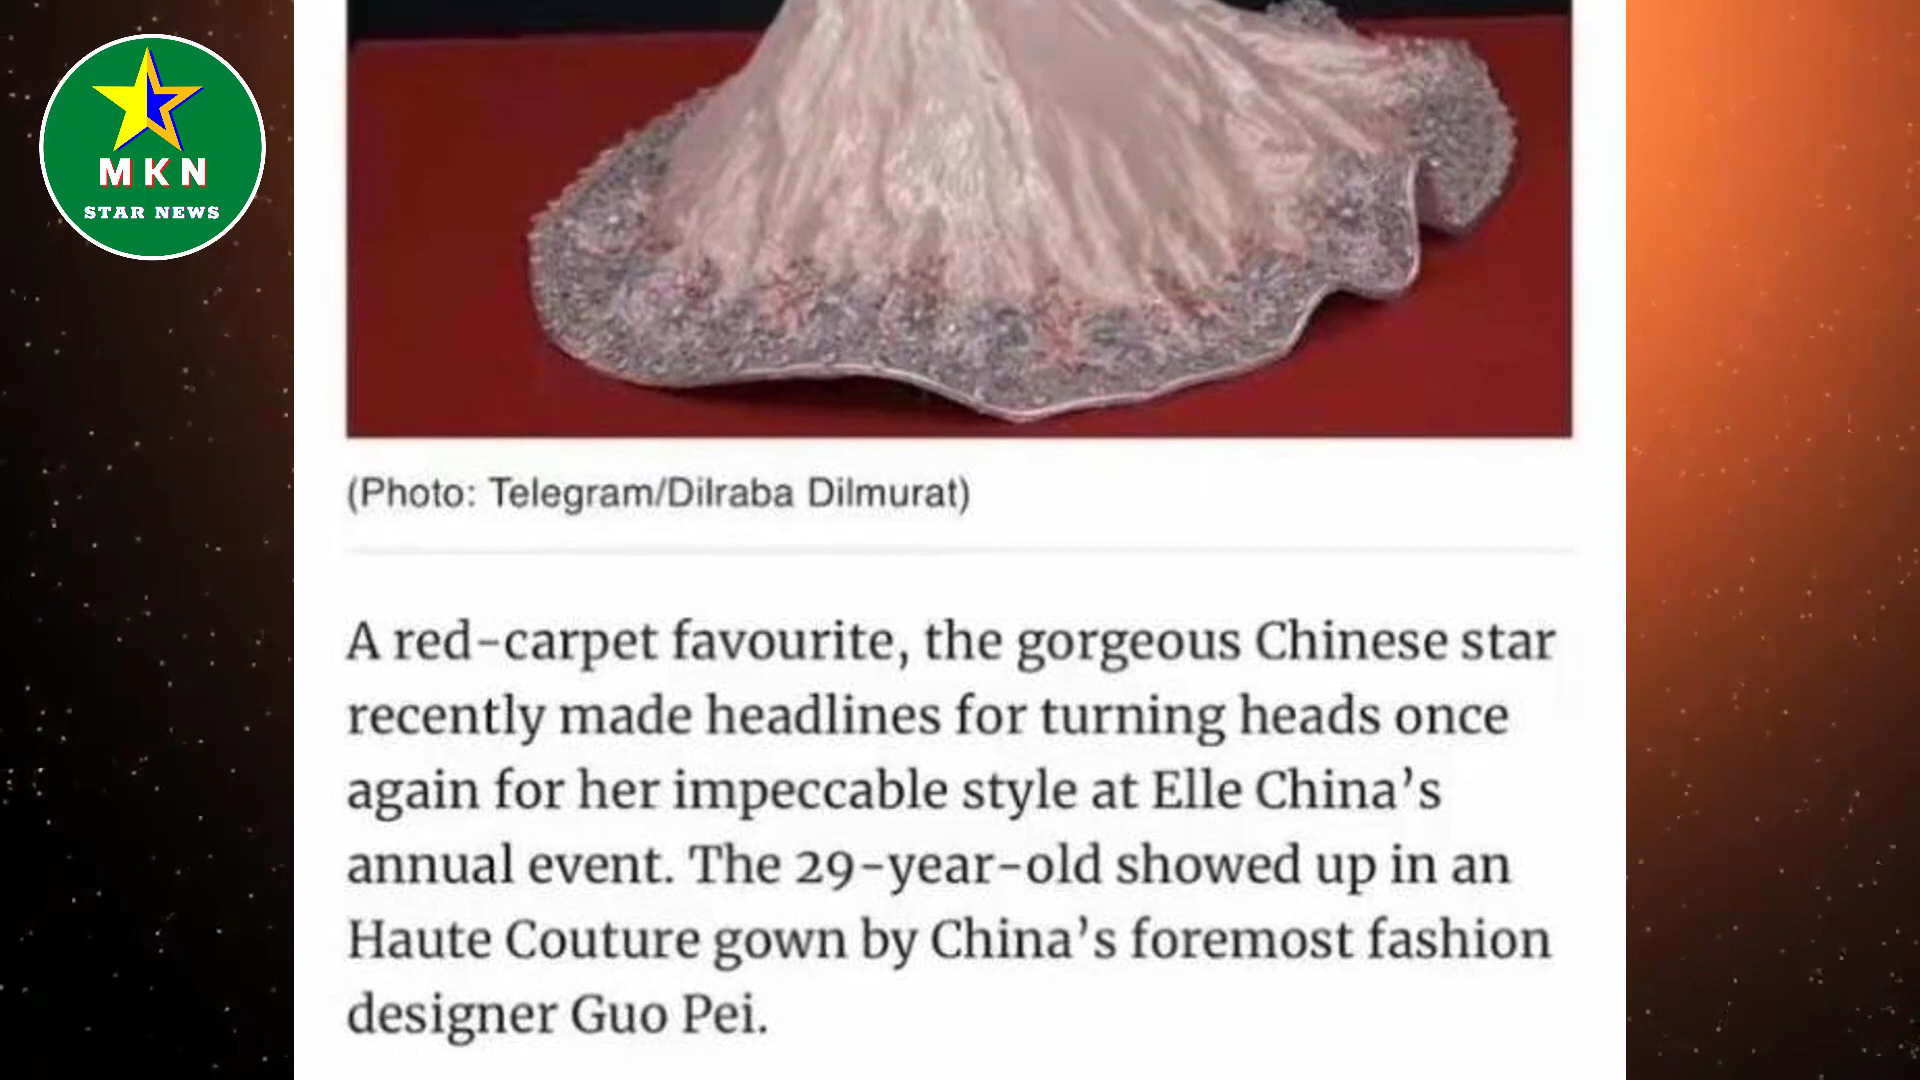 MKN
STAR NEWS
(Photo: Telegram/Dilraba Dilmurat)
A red-carpet favourite, the gorgeous Chinese star
recently made headlines for turning heads once
again for her impeccable style at Elle China’s
annual event. The 29-year-old showed up in an
Haute Couture gown by China’s foremost fashion
designer Guo Pei.